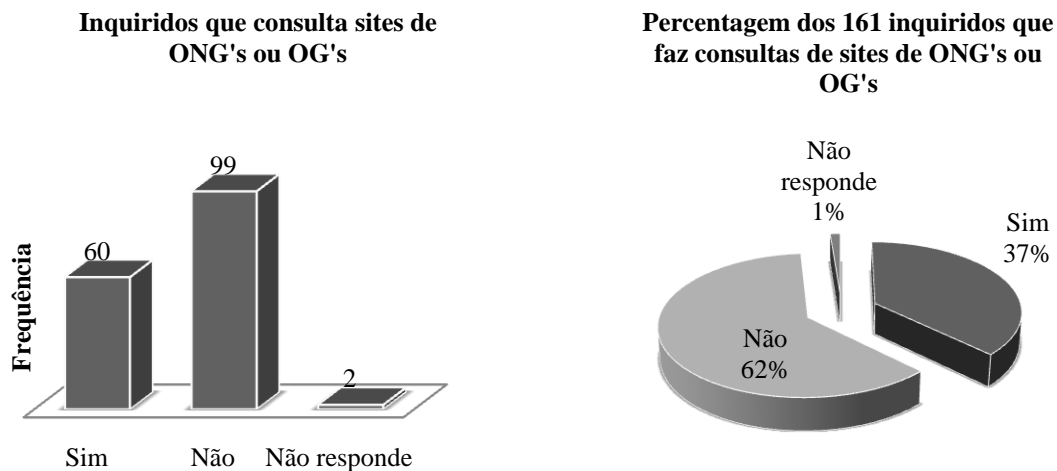 Inquiridos que consulta sites de
ONG's ou OG's
99
60
2
Frequência
Sim
Não
Não responde
Percentagem dos 161 inquiridos que
faz consultas de sites de ONG's ou
OG's
Não
responde
1%
Sim
37%
Não
62%